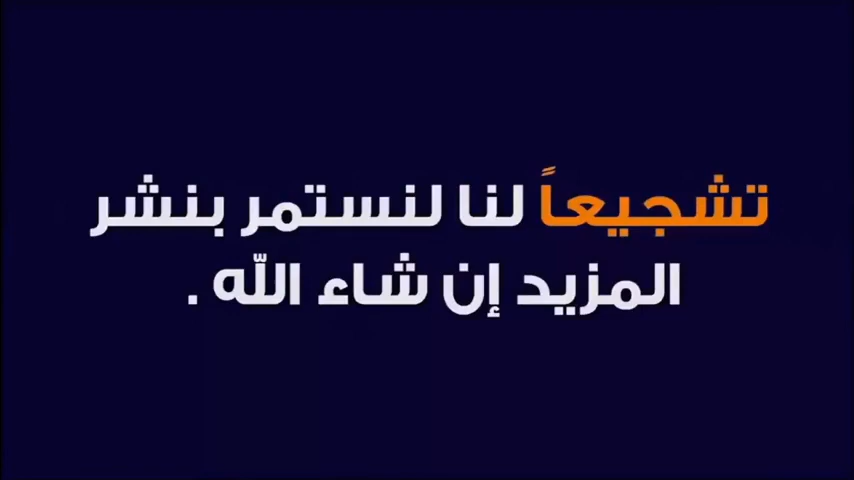 تشجيعاً لنا لنستمر بنشر
المزيد إن شاء الله .